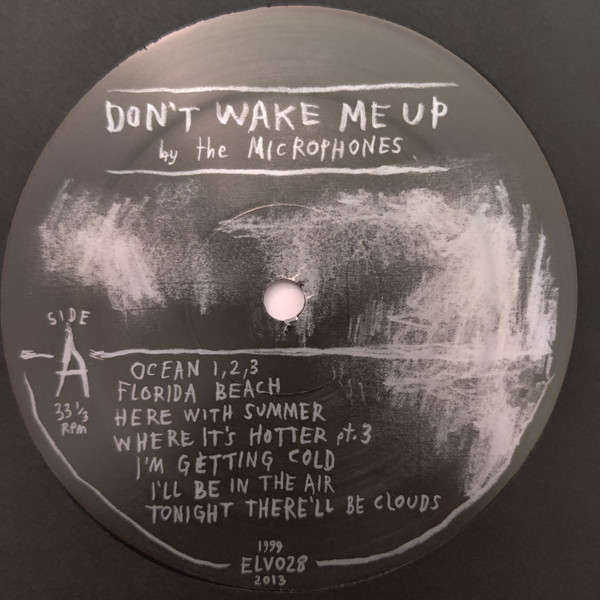 DON'T WAKE ME UP
by the MICROPHONES
SIDE
A
33 1/3
RPM
OCEAN 1,2,3
FLORIDA BEACH
HERE WITH SUMMER
WHERE IT'S HOTTER pt.3
I'M GETTING COLD
I'LL BE IN THE AIR
TONIGHT THERE'LL BE CLOUDS
1999
ELV028
2013